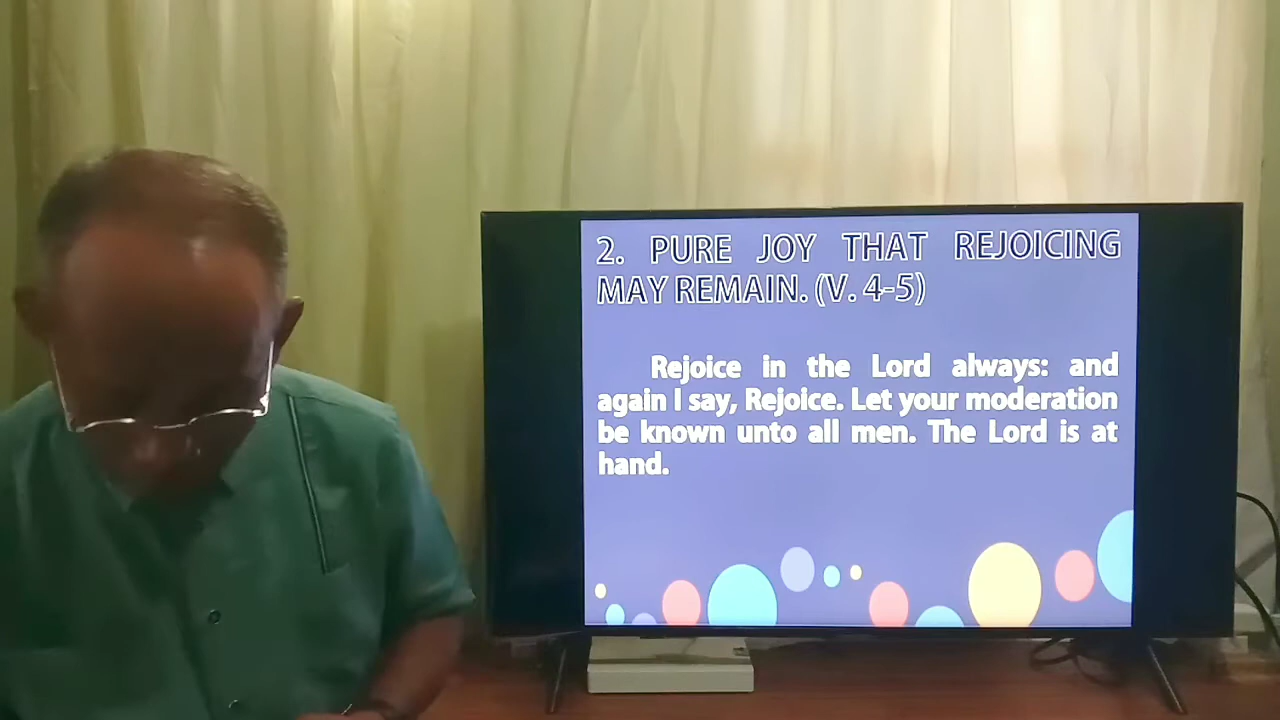 2. PURE JOY THAT REJOICING
MAY REMAIN. (V. 4-5)
Rejoice in the Lord always: and
again I say, Rejoice. Let your moderation
be known unto all men. The Lord is at
hand.